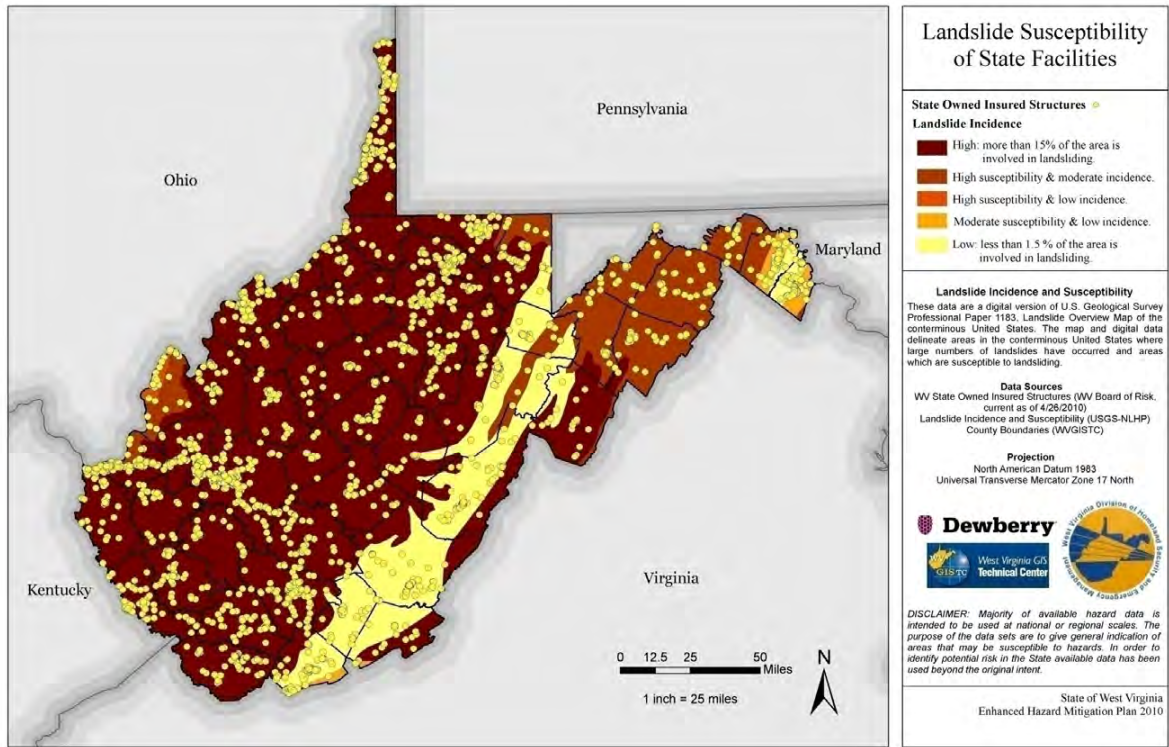 Ohio
Pennsylvania
Maryland
Kentucky
Virginia
0 12.5 25 50
Miles
1 inch = 25 miles
N
Landslide Susceptibility
of State Facilities
State Owned Insured Structures
Landslide Incidence
High: more than 15% of the area is
involved in landsliding.
High susceptibility & moderate incidence.
High susceptibility & low incidence.
Moderate susceptibility & low incidence.
Low: less than 1.5 % of the area is
involved in landsliding.
Landslide Incidence and Susceptibility
These data are a digital version of U.S. Geological Survey
Professional Paper 1183, Landslide Overview Map of the
conterminous United States. The map and digital data
delineate areas in the conterminous United States where
large numbers of landslides have occurred and areas
which are susceptible to landsliding.
Data Sources
WV State Owned Insured Structures (WV Board of Risk,
current as of 4/26/2010)
Landslide Incidence and Susceptibility (USGS-NLHP)
County Boundaries (WVGISTC)
Projection
North American Datum 1983
Universal Transverse Mercator Zone 17 North
Dewberry
GISTC
West Virginia GIS
Technical Center
West Virginia Division of Homeland Security and Emergency Management
DISCLAIMER: Majority of available hazard data is
intended to be used at national or regional scales. The
purpose of the data sets are to give general indication of
areas that may be susceptible to hazards. In order to
identify potential risk in the State available data has been
used beyond the original intent.
State of West Virginia
Enhanced Hazard Mitigation Plan 2010